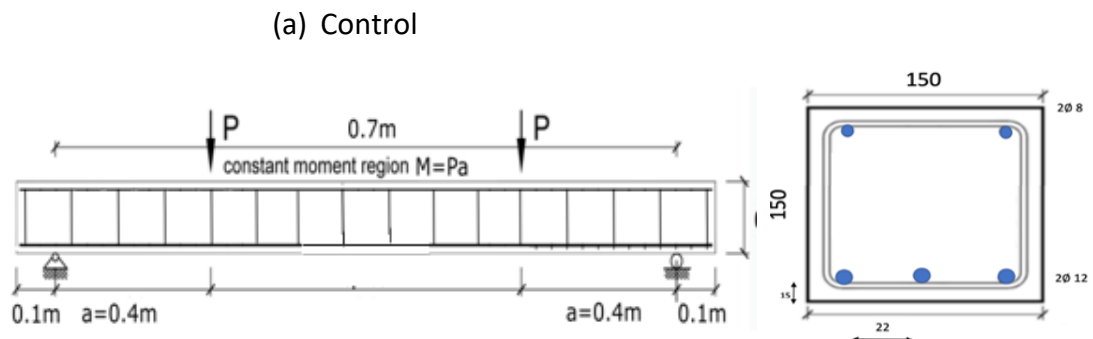 (a) Control
P
0.7m
P
constant moment region M=Pa
0.1m
a=0.4m
a=0.4m
0.1m
150
2Ø 8
150
15
2Ø 12
22